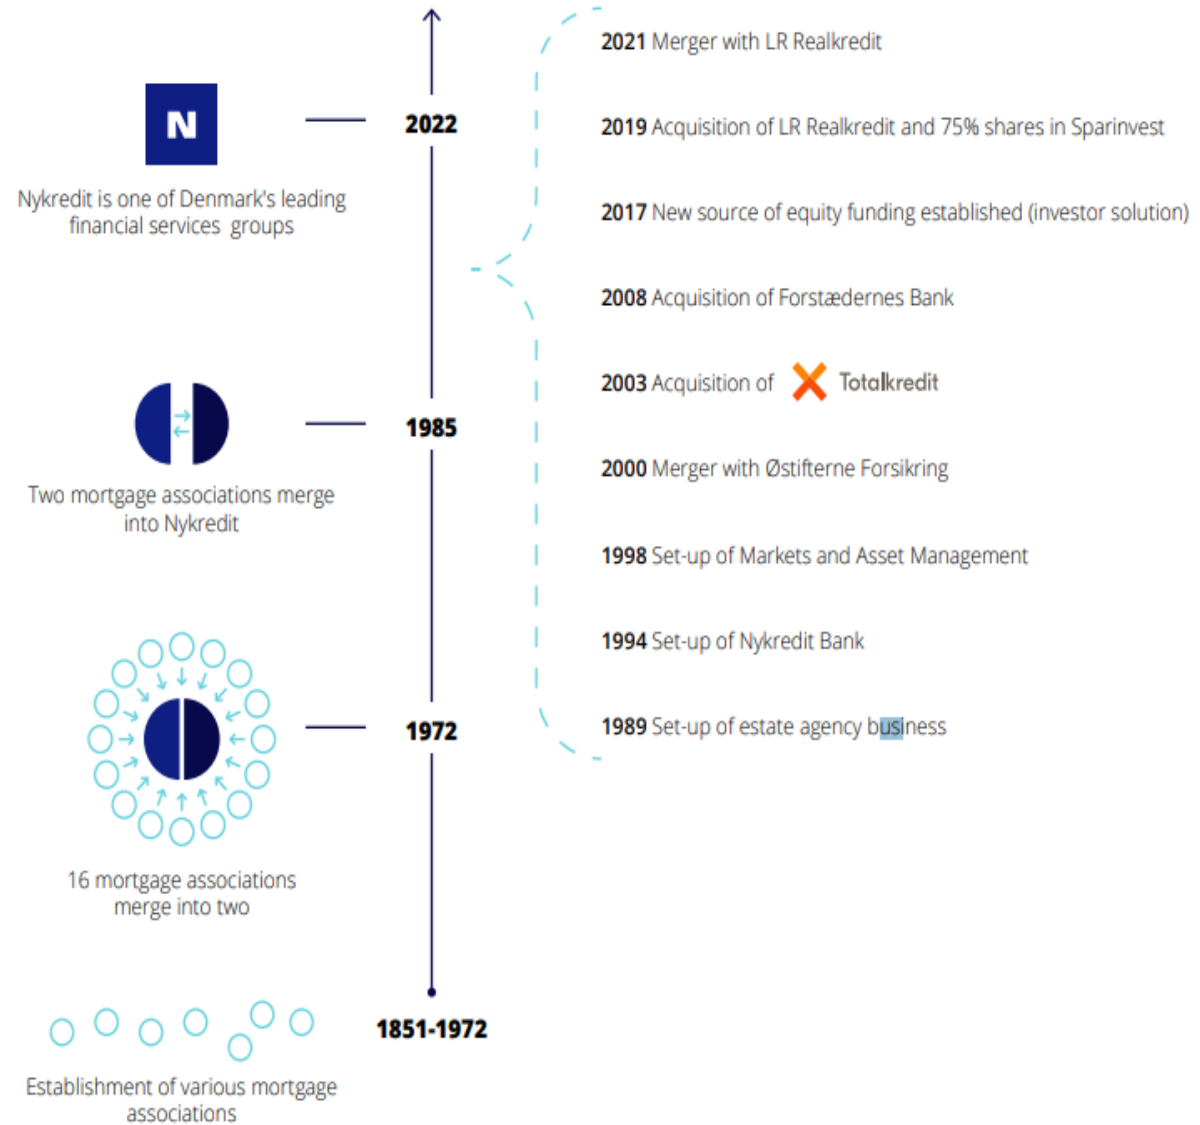 2021 Merger with LR Realkredit
N
2022
2019 Acquisition of LR Realkredit and 75% shares in Sparinvest
Nykredit is one of Denmark's leading
financial services groups
2017 New source of equity funding established (investor solution)
2008 Acquisition of Forstædernes Bank
2003 Acquisition of Totalkredit
1985
Two mortgage associations merge
into Nykredit
2000 Merger with Østifterne Forsikring
1998 Set-up of Markets and Asset Management
1994 Set-up of Nykredit Bank
1972
1989 Set-up of estate agency business
16 mortgage associations
merge into two
1851-1972
Establishment of various mortgage
associations